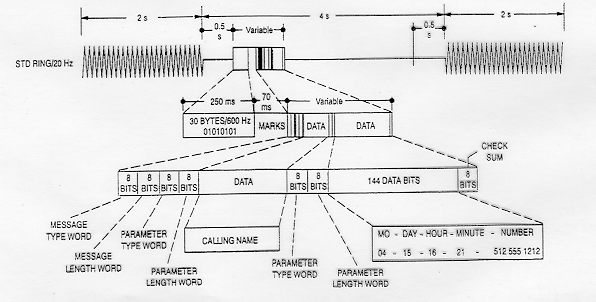 2 s
4 s
2 s
0.5 s
Variable
0.5 s
STD RING/20 Hz
250 ms
70 ms
Variable
30 BYTES/600 Hz
01010101
MARKS
DATA
DATA
CHECK SUM
8 BITS
8 BITS
8 BITS
8 BITS
DATA
8 BITS
8 BITS
144 DATA BITS
8 BITS
MESSAGE TYPE WORD
MESSAGE LENGTH WORD
PARAMETER TYPE WORD
PARAMETER LENGTH WORD
CALLING NAME
PARAMETER TYPE WORD
PARAMETER LENGTH WORD
MO - DAY - HOUR - MINUTE - NUMBER
04 - 15 - 16 - 21 - 512 555 1212